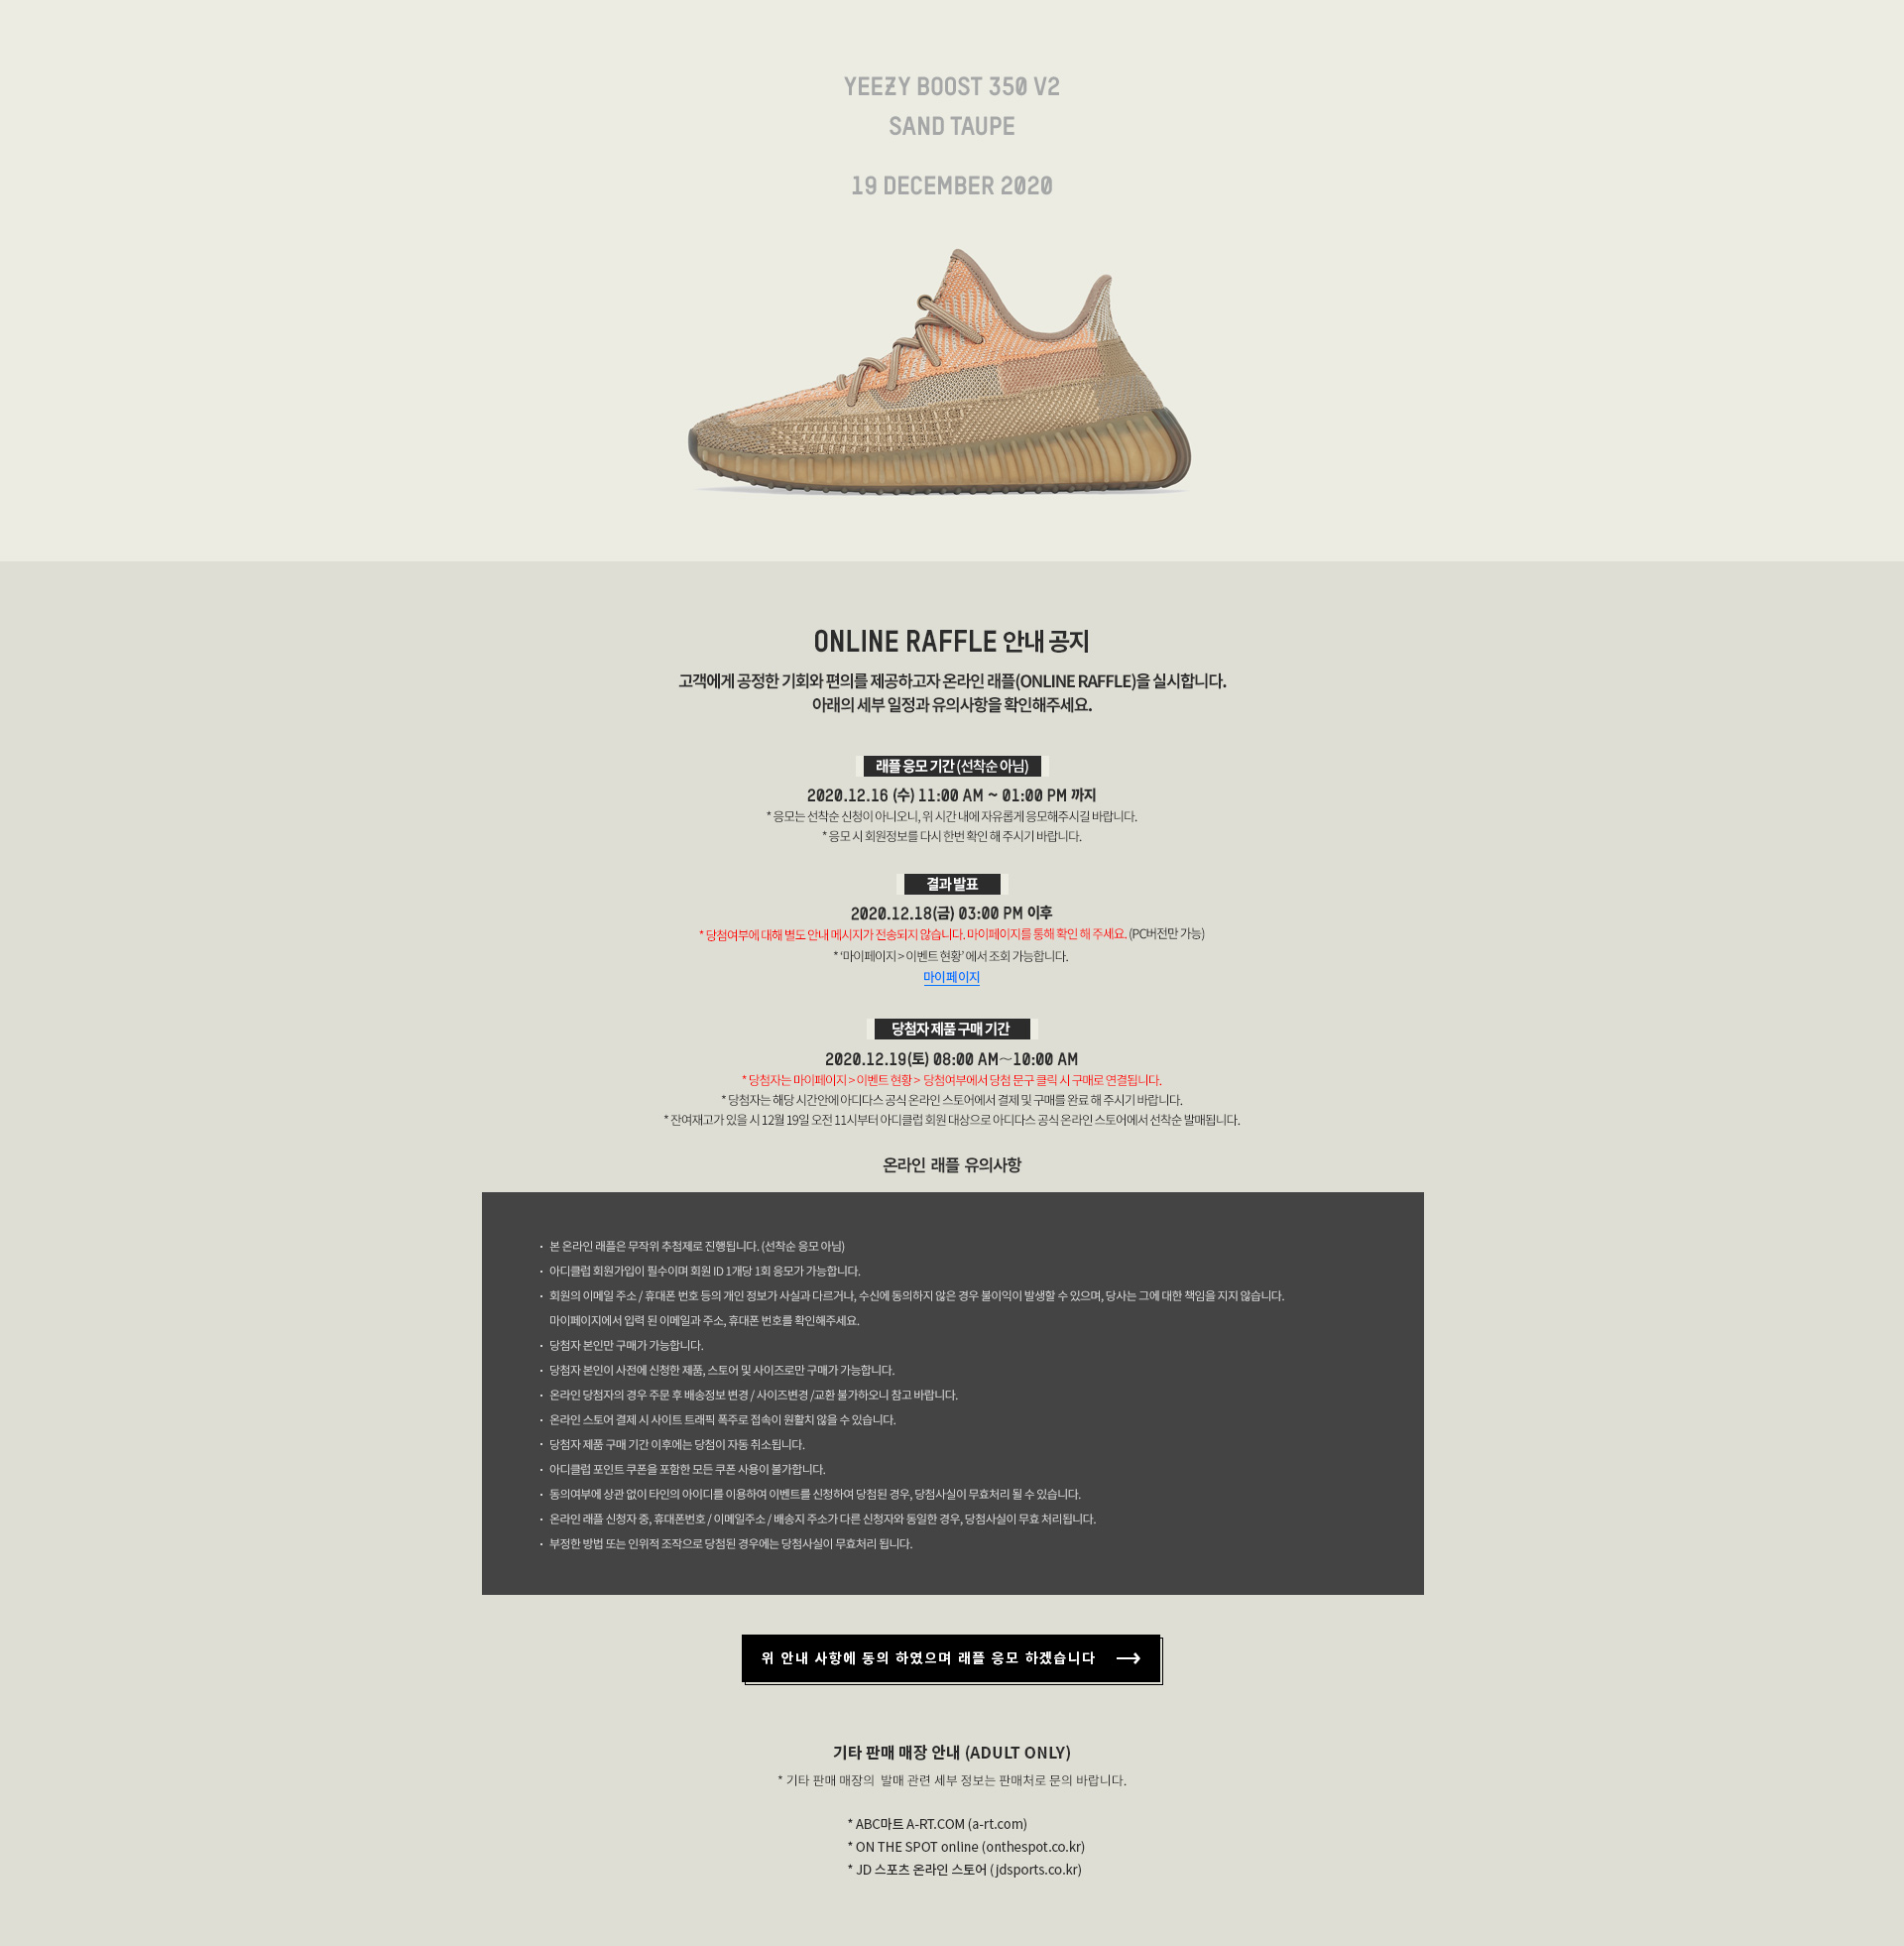 YEEZY BOOST 350 V2
SAND TAUPE
19 DECEMBER 2020
ONLINE RAFFLE 안내 공지
고객에게 공정한 기회와 편의를 제공하고자 온라인 래플(ONLINE RAFFLE)을 실시합니다.
아래의 세부 일정과 유의사항을 확인해주세요.
래플 응모 기간 (선착순 아님)
2020.12.16 (수) 11:00 AM ~ 01:00 PM 까지
* 응모는 선착순 신청이 아니오니, 위 시간 내에 자유롭게 응모해주시길 바랍니다.
* 응모 시 회원정보를 다시 한번 확인 해 주시기 바랍니다.
결과 발표
2020.12.18(금) 03:00 PM 이후
* 당첨여부에 대해 별도 안내 메시지가 전송되지 않습니다. 마이페이지를 통해 확인 해 주세요. (PC버전만 가능)
* ‘마이페이지 > 이벤트 현황’ 에서 조회 가능합니다.
마이페이지
당첨자 제품 구매 기간
2020.12.19(토) 08:00 AM~10:00 AM
* 당첨자는 마이페이지 > 이벤트 현황 > 당첨여부에서 당첨 문구 클릭 시 구매로 연결됩니다.
* 당첨자는 해당 시간안에 아디다스 공식 온라인 스토어에서 결제 및 구매를 완료 해 주시기 바랍니다.
* 잔여재고가 있을 시 12월 19일 오전 11시부터 아디클럽 회원 대상으로 아디다스 공식 온라인 스토어에서 선착순 발매됩니다.
온라인 래플 유의사항
· 본 온라인 래플은 무작위 추첨제로 진행됩니다. (선착순 응모 아님)
· 아디클럽 회원가입이 필수이며 회원 ID 1개당 1회 응모가 가능합니다.
· 회원의 이메일 주소 / 휴대폰 번호 등의 개인 정보가 사실과 다르거나, 수신에 동의하지 않은 경우 불이익이 발생할 수 있으며, 당사는 그에 대한 책임을 지지 않습니다.
마이페이지에서 입력 된 이메일과 주소, 휴대폰 번호를 확인해주세요.
· 당첨자 본인만 구매가 가능합니다.
· 당첨자 본인이 사전에 신청한 제품, 스토어 및 사이즈로만 구매가 가능합니다.
· 온라인 당첨자의 경우 주문 후 배송정보 변경 / 사이즈변경 /교환 불가하오니 참고 바랍니다.
· 온라인 스토어 결제 시 사이트 트래픽 폭주로 접속이 원활치 않을 수 있습니다.
· 당첨자 제품 구매 기간 이후에는 당첨이 자동 취소됩니다.
· 아디클럽 포인트 쿠폰을 포함한 모든 쿠폰 사용이 불가합니다.
· 동의여부에 상관 없이 타인의 아이디를 이용하여 이벤트를 신청하여 당첨된 경우, 당첨사실이 무효처리 될 수 있습니다.
· 온라인 래플 신청자 중, 휴대폰번호 / 이메일주소 / 배송지 주소가 다른 신청자와 동일한 경우, 당첨사실이 무효 처리됩니다.
· 부정한 방법 또는 인위적 조작으로 당첨된 경우에는 당첨사실이 무효처리 됩니다.
위 안내 사항에 동의 하였으며 래플 응모 하겠습니다 →
기타 판매 매장 안내 (ADULT ONLY)
* 기타 판매 매장의 발매 관련 세부 정보는 판매처로 문의 바랍니다.
* ABC마트 A-RT.COM (a-rt.com)
* ON THE SPOT online (onthespot.co.kr)
* JD 스포츠 온라인 스토어 (jdsports.co.kr)